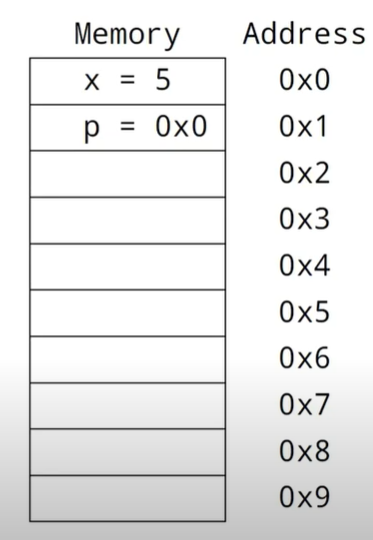 Memory Address
x = 5 0x0
p = 0x0 0x1
0x2
0x3
0x4
0x5
0x6
0x7
0x8
0x9